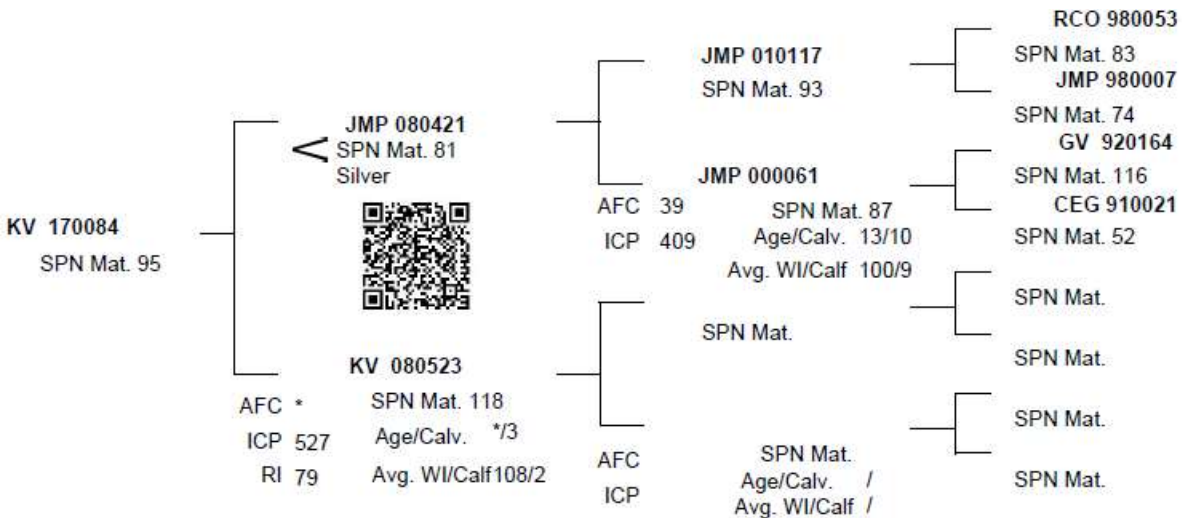 KV 170084
SPN Mat. 95
JMP 080421
SPN Mat. 81
Silver
KV 080523
AFC *
SPN Mat. 118
ICP 527
Age/Calv. */3
RI 79
Avg. WI/Calf 108/2
JMP 010117
SPN Mat. 93
JMP 000061
AFC 39
SPN Mat. 87
ICP 409
Age/Calv. 13/10
Avg. WI/Calf 100/9
SPN Mat.
AFC
SPN Mat.
ICP
Age/Calv. /
Avg. WI/Calf /
RCO 980053
SPN Mat. 83
JMP 980007
SPN Mat. 74
GV 920164
SPN Mat. 116
CEG 910021
SPN Mat. 52
SPN Mat.
SPN Mat.
SPN Mat.
SPN Mat.